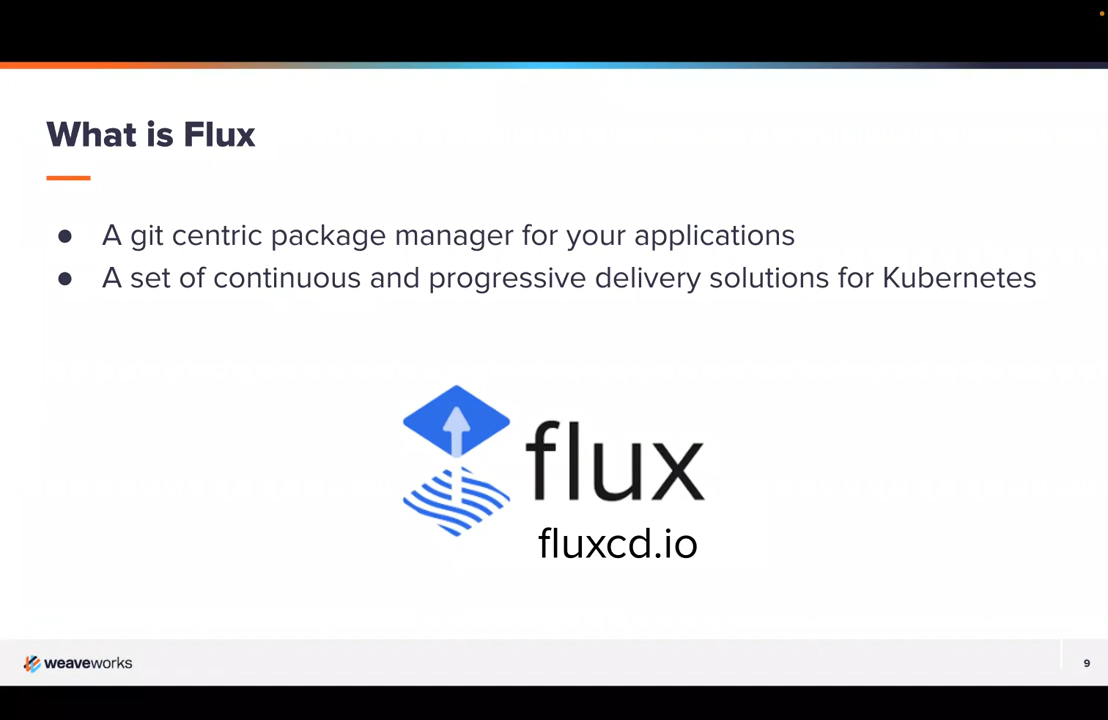 What is Flux
● A git centric package manager for your applications
● A set of continuous and progressive delivery solutions for Kubernetes
flux
fluxcd.io
weaveworks
9